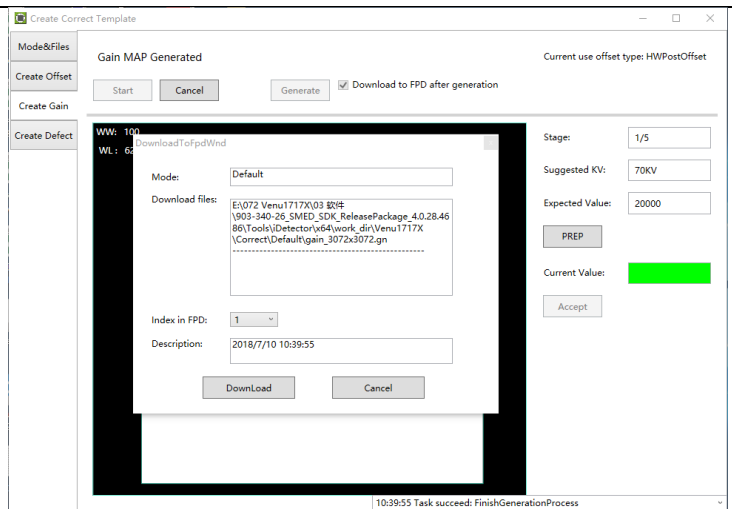 Create Correct Template
Mode&Files
Create Offset
Create Gain
Create Defect
Gain MAP Generated
Current use offset type: HWPostOffset
Start
Cancel
Generate
Download to FPD after generation
WW: 100
WL: 62
DownloadToFpdWnd
Mode:
Default
Download files:
E:\072 Venu1717X\03 软件
\903-340-26_SMED_SDK_ReleasePackage_4.0.28.46
86\Tools\iDetector\x64\work_dir\Venu1717X
\Correct\Default\gain_3072x3072.gn
------------------------------------------------
Index in FPD:
1
Description:
2018/7/10 10:39:55
DownLoad
Cancel
Stage:
1/5
Suggested KV:
70KV
Expected Value:
20000
PREP
Current Value:
Accept
10:39:55 Task succeed: FinishGenerationProcess